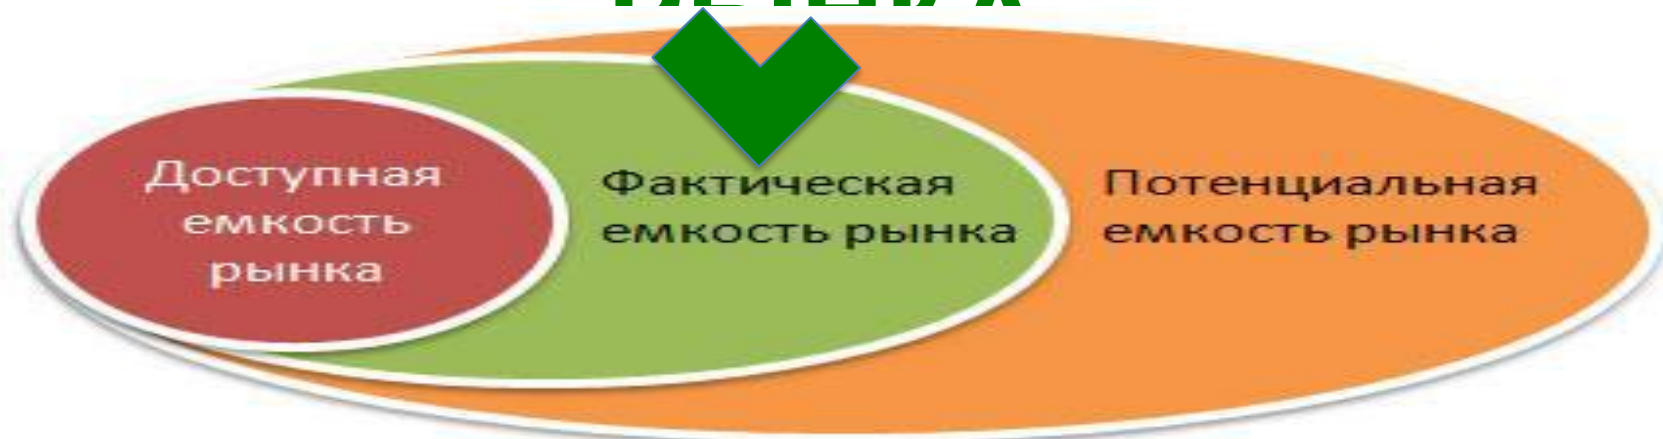 Доступная
емкость
рынка
Фактическая
емкость рынка
Потенциальная
емкость рынка